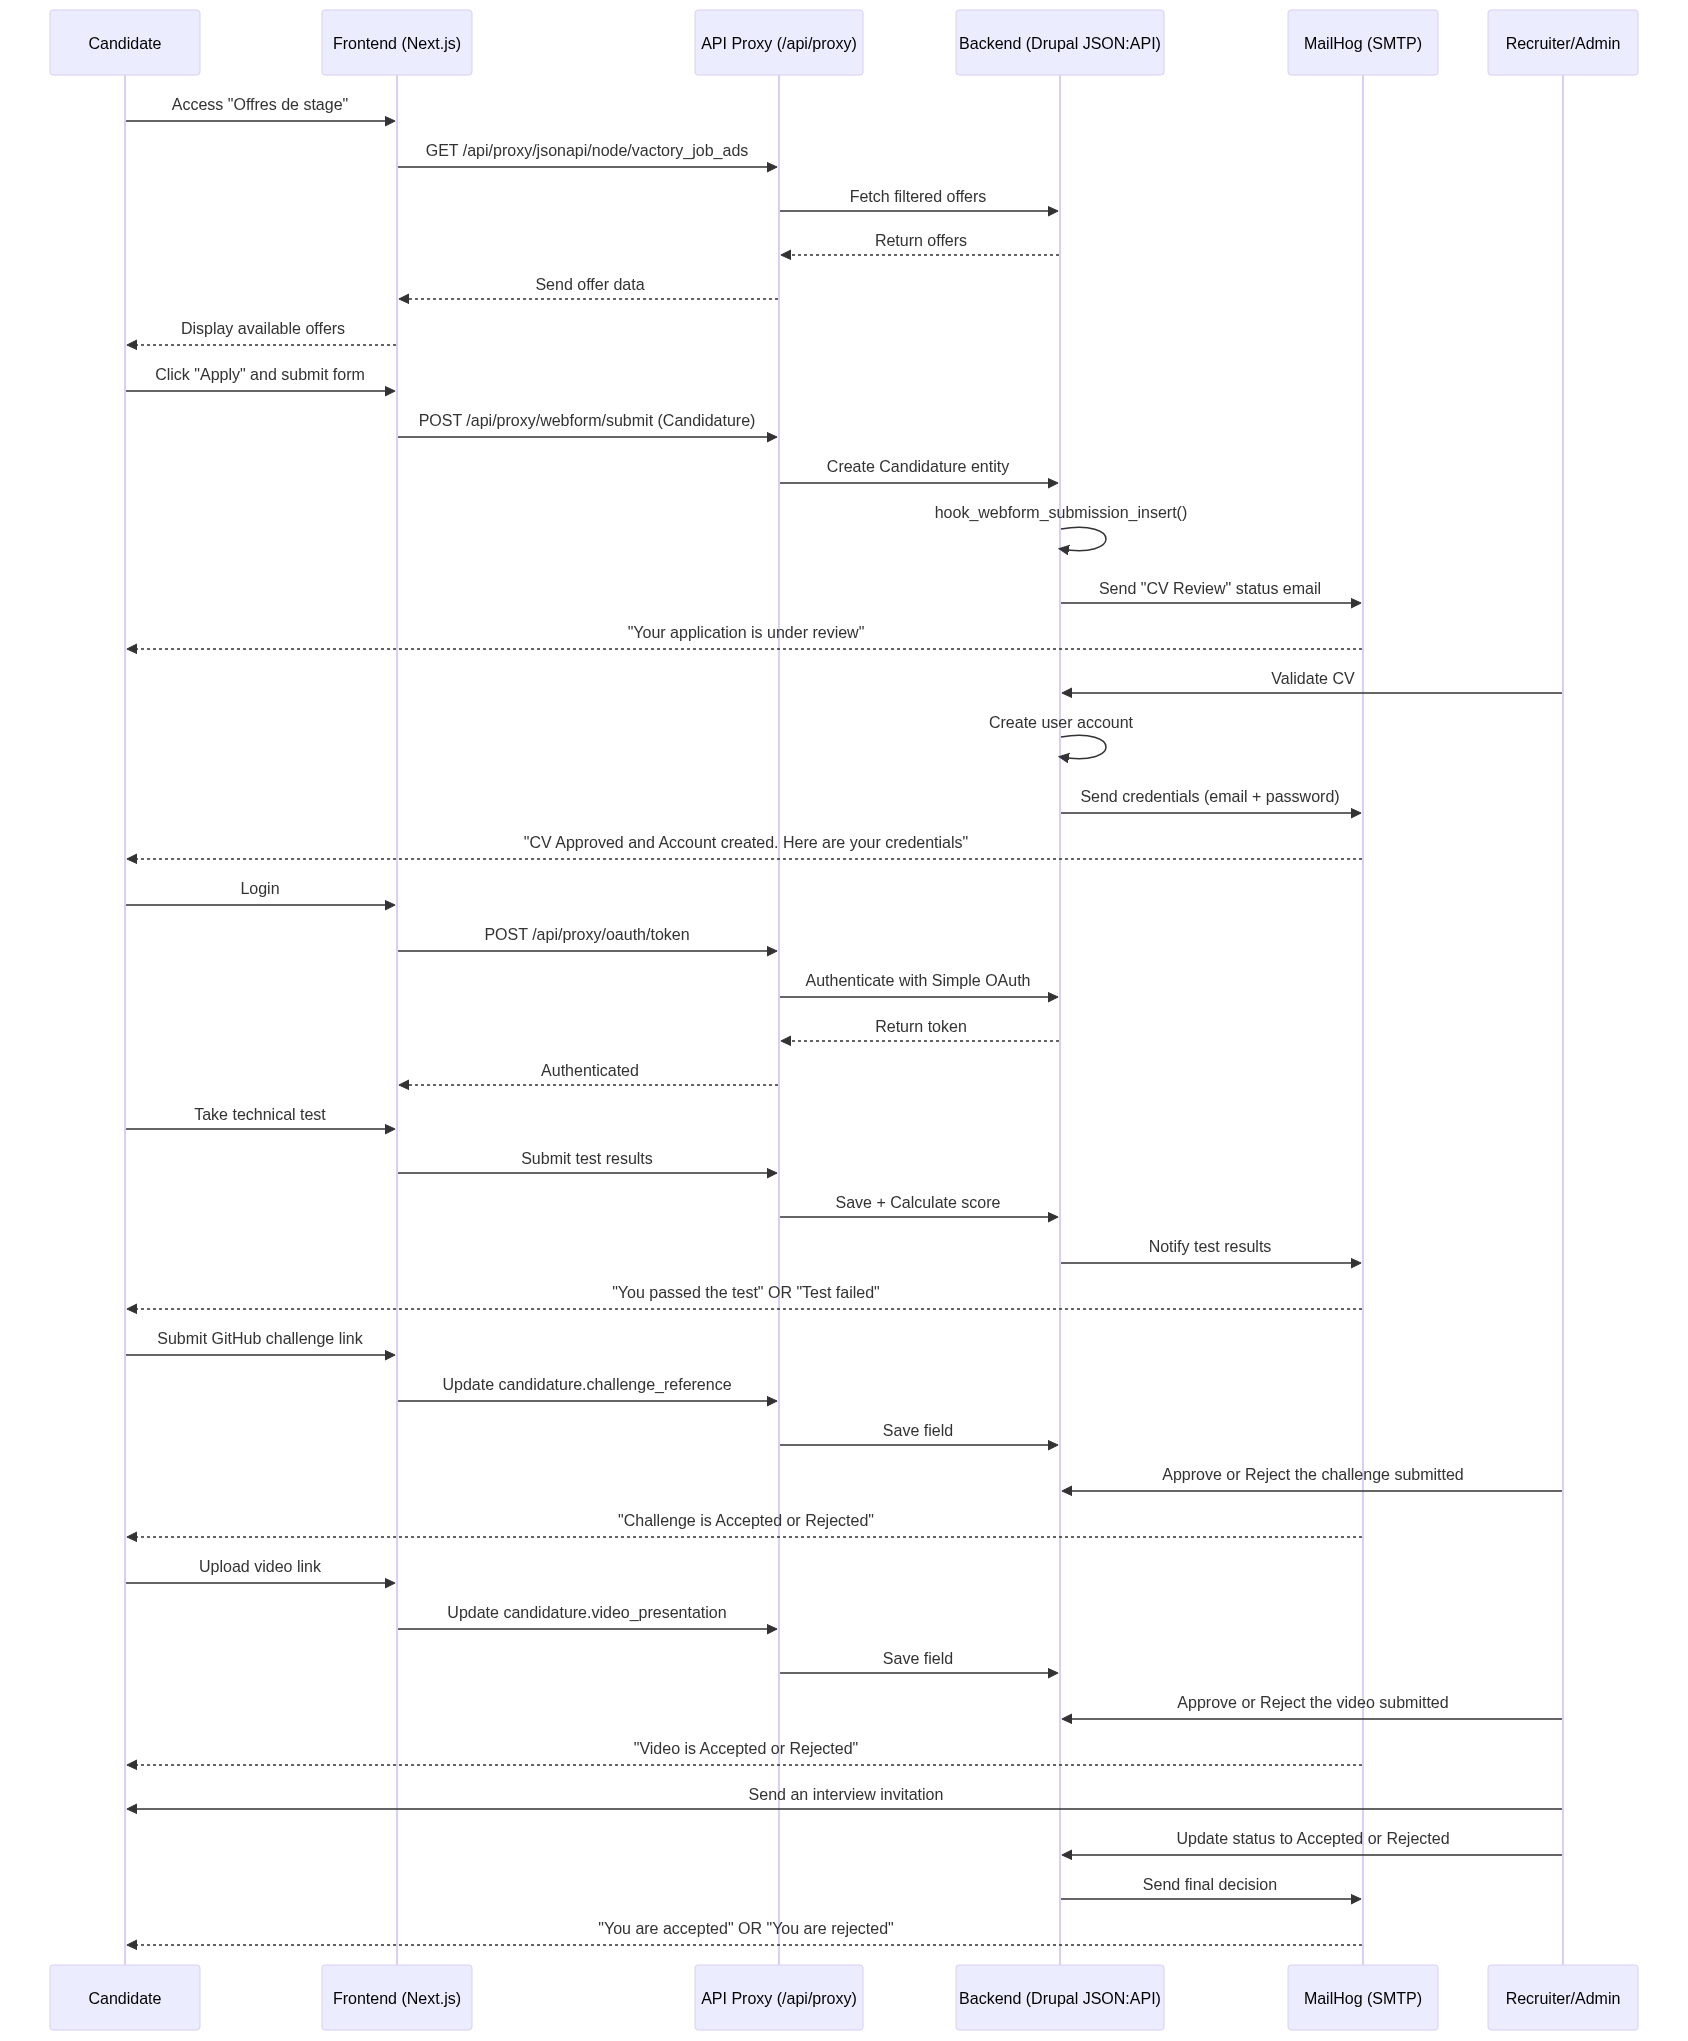 Candidate
Frontend (Next.js)
API Proxy (/api/proxy)
Backend (Drupal JSON:API)
MailHog (SMTP)
Recruiter/Admin
Access "Offres de stage"
GET /api/proxy/jsonapi/node/vactory_job_ads
Fetch filtered offers
Return offers
Send offer data
Display available offers
Click "Apply" and submit form
POST /api/proxy/webform/submit (Candidature)
Create Candidature entity
hook_webform_submission_insert()
Send "CV Review" status email
"Your application is under review"
Validate CV
Create user account
Send credentials (email + password)
"CV Approved and Account created. Here are your credentials"
Login
POST /api/proxy/oauth/token
Authenticate with Simple OAuth
Return token
Authenticated
Take technical test
Submit test results
Save + Calculate score
Notify test results
"You passed the test" OR "Test failed"
Submit GitHub challenge link
Update candidature.challenge_reference
Save field
Approve or Reject the challenge submitted
"Challenge is Accepted or Rejected"
Upload video link
Update candidature.video_presentation
Save field
Approve or Reject the video submitted
"Video is Accepted or Rejected"
Send an interview invitation
Update status to Accepted or Rejected
Send final decision
"You are accepted" OR "You are rejected"
Candidate
Frontend (Next.js)
API Proxy (/api/proxy)
Backend (Drupal JSON:API)
MailHog (SMTP)
Recruiter/Admin